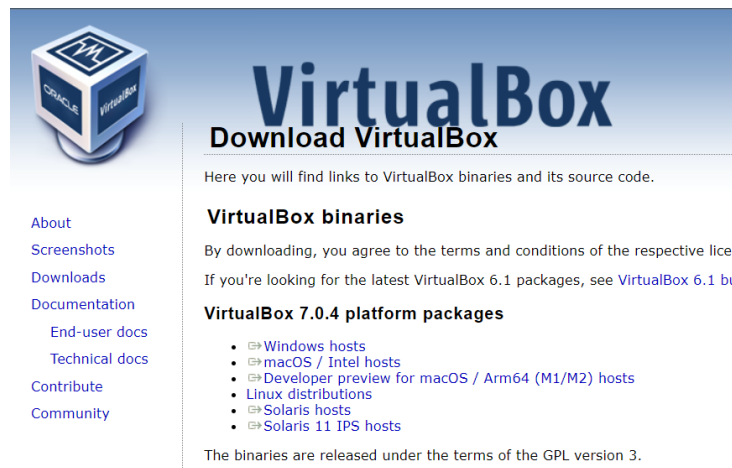 ORACLE
VirtualBox
VirtualBox
Download VirtualBox
Here you will find links to VirtualBox binaries and its source code.
About
Screenshots
Downloads
Documentation
End-user docs
Technical docs
Contribute
Community
VirtualBox binaries
By downloading, you agree to the terms and conditions of the respective lice
If you're looking for the latest VirtualBox 6.1 packages, see VirtualBox 6.1 bu
VirtualBox 7.0.4 platform packages
Windows hosts
macOS / Intel hosts
Developer preview for macOS / Arm64 (M1/M2) hosts
Linux distributions
Solaris hosts
Solaris 11 IPS hosts
The binaries are released under the terms of the GPL version 3.